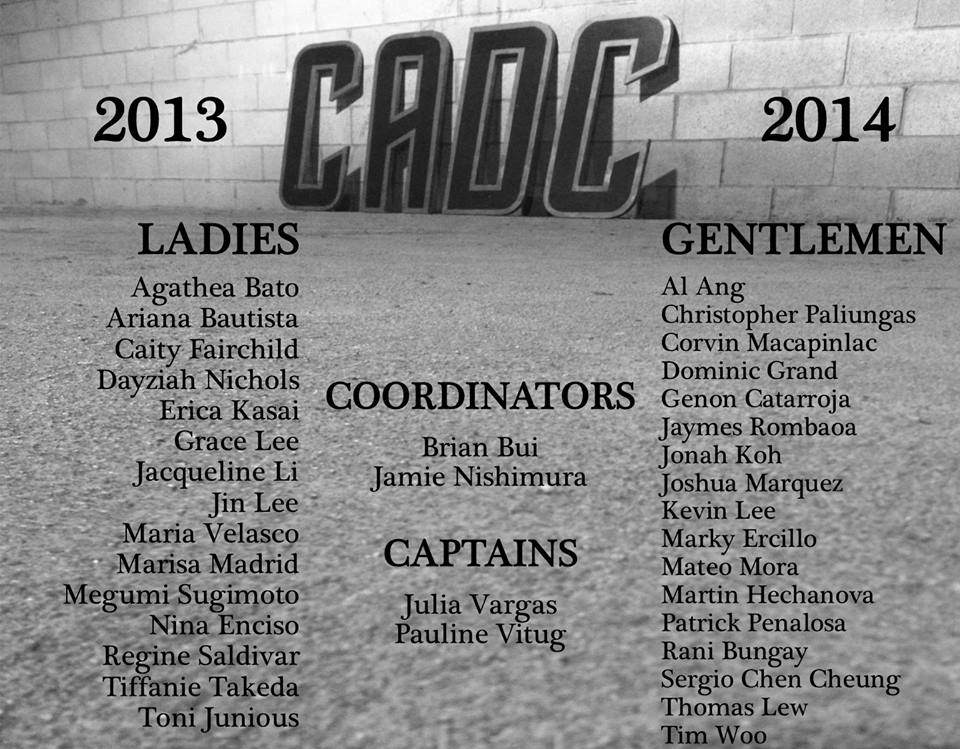 CADC
2013
2014
LADIES
Agathea Bato
Ariana Bautista
Caity Fairchild
Dayziah Nichols
Erica Kasai
Grace Lee
Jacqueline Li
Jin Lee
Maria Velasco
Marisa Madrid
Megumi Sugimoto
Nina Enciso
Regine Saldivar
Tiffanie Takeda
Toni Junious
COORDINATORS
Brian Bui
Jamie Nishimura
CAPTAINS
Julia Vargas
Pauline Vitug
GENTLEMEN
Al Ang
Christopher Paliungas
Corvin Macapinlac
Dominic Grand
Genon Catarroja
Jaymes Rombaoa
Jonah Koh
Joshua Marquez
Kevin Lee
Marky Ercillo
Mateo Mora
Martin Hechanova
Patrick Penalosa
Rani Bungay
Sergio Chen Cheung
Thomas Lew
Tim Woo